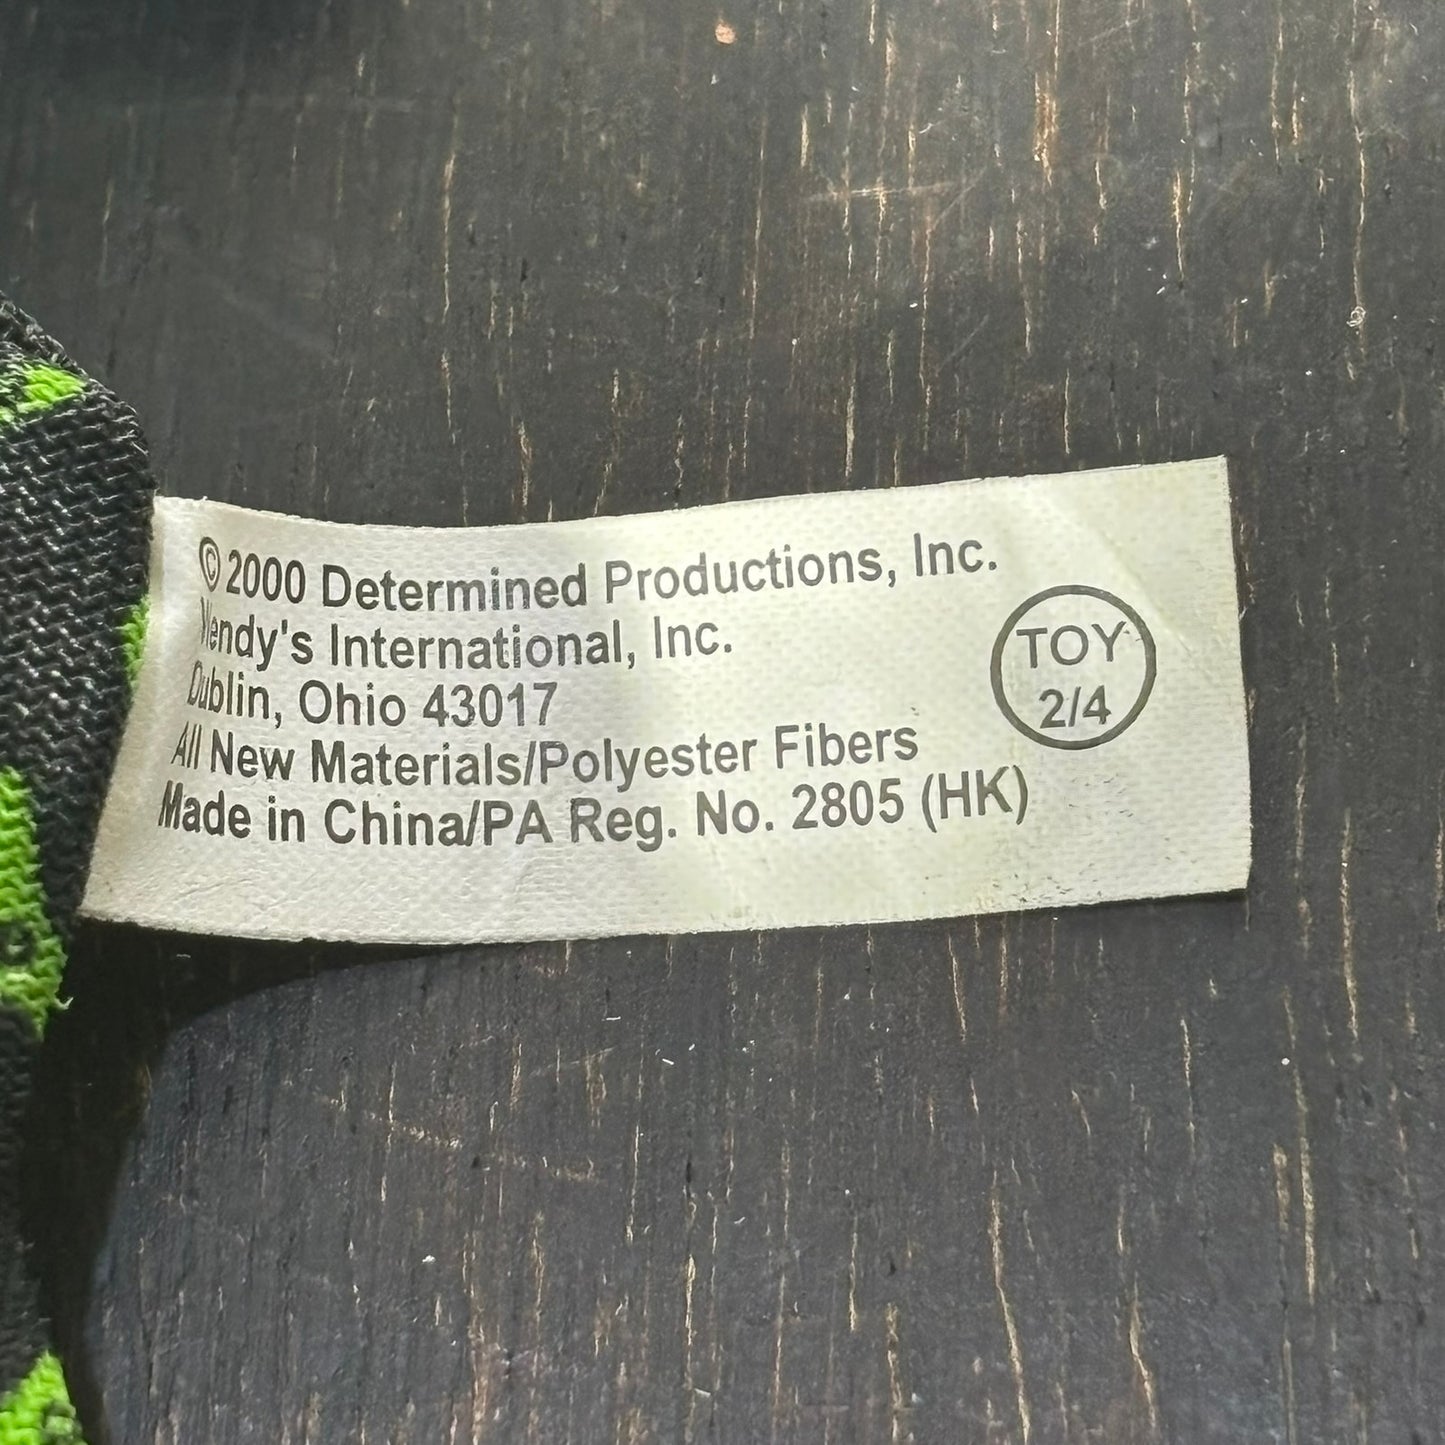 © 2000 Determined Productions, Inc.
Wendy's International, Inc.
Dublin, Ohio 43017
All New Materials/Polyester Fibers
Made in China/PA Reg. No. 2805 (HK)
TOY
2/4